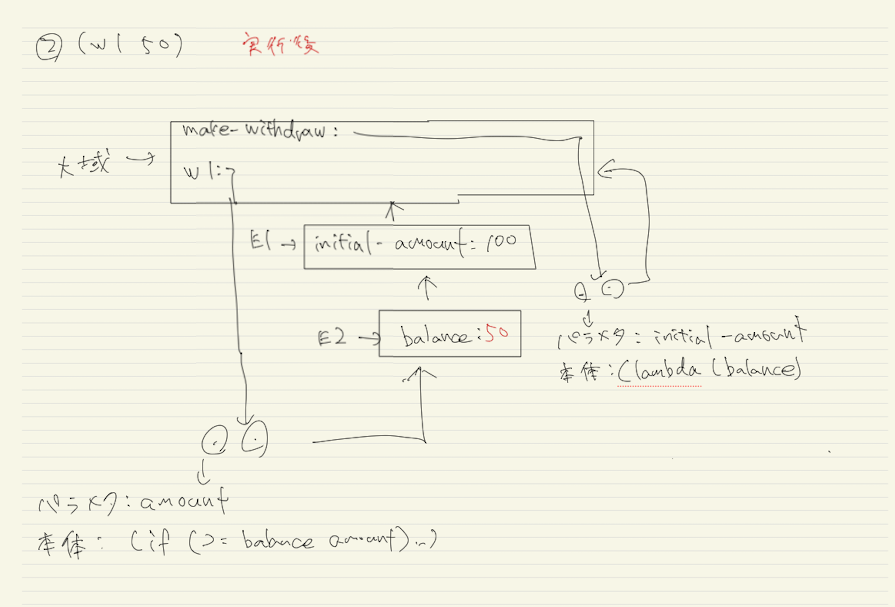 ② (W1 50) 実行後
make-withdraw:
大域 →
W1:
E1 → initial-amount: 100
E2 → balance: 50
パラメタ: initial-amount
本体: (lambda (balance)
パラメタ: amount
本体: (if (>= balance amount)..)